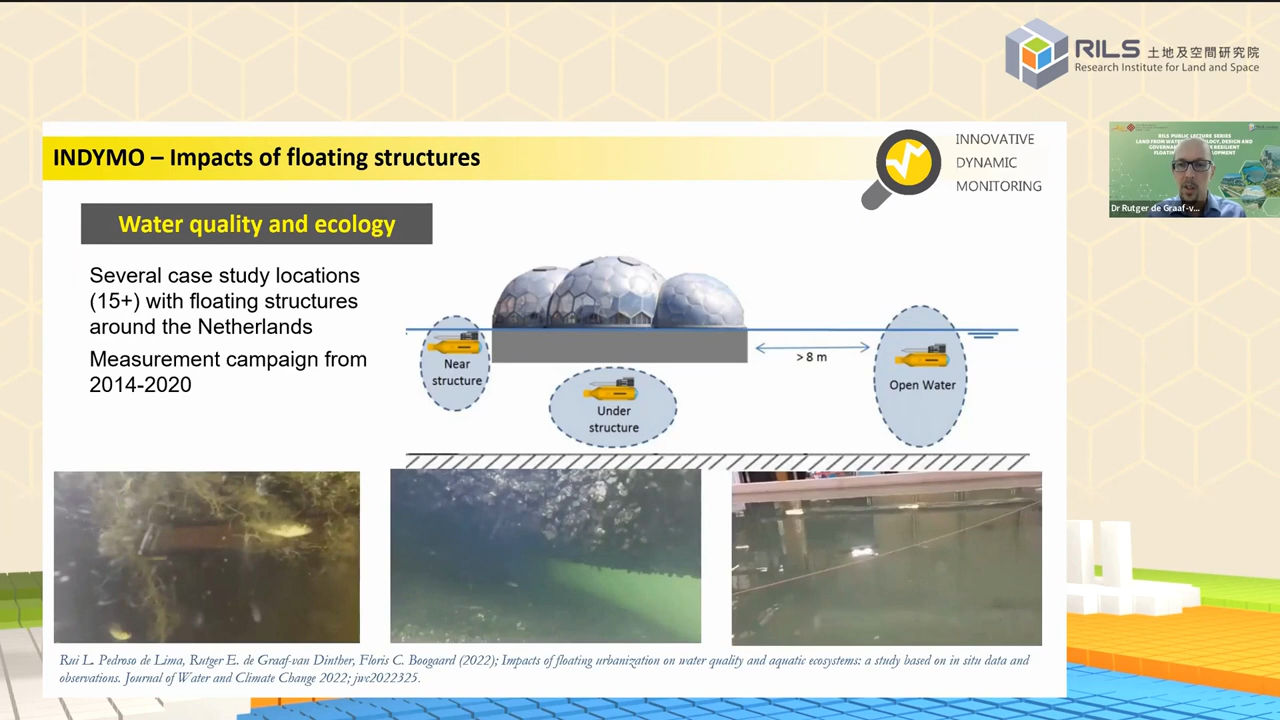 RILS 土地及空間研究院
Research Institute for Land and Space
INDYMO – Impacts of floating structures
INNOVATIVE
DYNAMIC
MONITORING
RILS PUBLIC LECTURE SERIES
Dr Rutger de Graaf-v...
Water quality and ecology
Several case study locations
(15+) with floating structures
around the Netherlands
Measurement campaign from
2014-2020
Near
structure
Under
structure
> 8 m
Open Water
Rui L. Pedroso de Lima, Rutger E. de Graaf-van Dinther, Floris C. Boogaard (2022); Impacts of floating urbanization on water quality and aquatic ecosystems: a study based on in situ data and
observations. Journal of Water and Climate Change 2022; jwc2022325.